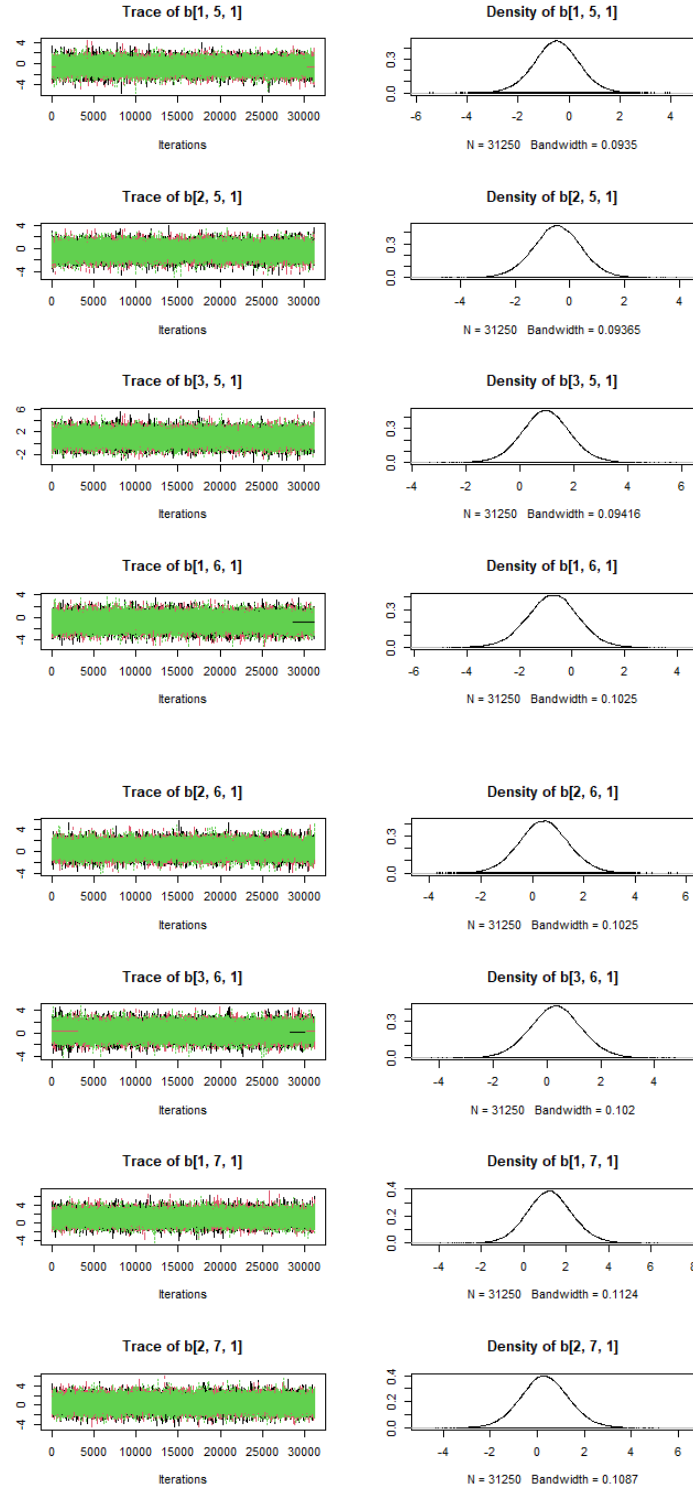 Trace of b[1, 5, 1]
Density of b[1, 5, 1]
4
0
-4
0.3
0.0
0 5000 10000 15000 20000 25000 30000
-6 -4 -2 0 2 4
Iterations
N = 31250 Bandwidth = 0.0935
Trace of b[2, 5, 1]
Density of b[2, 5, 1]
4
0
-4
0.3
0.0
0 5000 10000 15000 20000 25000 30000
-4 -2 0 2 4
Iterations
N = 31250 Bandwidth = 0.09365
Trace of b[3, 5, 1]
Density of b[3, 5, 1]
6
2
-2
0.3
0.0
0 5000 10000 15000 20000 25000 30000
-4 -2 0 2 4 6
Iterations
N = 31250 Bandwidth = 0.09416
Trace of b[1, 6, 1]
Density of b[1, 6, 1]
4
0
-4
0.3
0.0
0 5000 10000 15000 20000 25000 30000
-6 -4 -2 0 2 4
Iterations
N = 31250 Bandwidth = 0.1025
Trace of b[2, 6, 1]
Density of b[2, 6, 1]
4
0
-4
0.3
0.0
0 5000 10000 15000 20000 25000 30000
-4 -2 0 2 4 6
Iterations
N = 31250 Bandwidth = 0.1025
Trace of b[3, 6, 1]
Density of b[3, 6, 1]
4
0
-4
0.3
0.0
0 5000 10000 15000 20000 25000 30000
-4 -2 0 2 4
Iterations
N = 31250 Bandwidth = 0.102
Trace of b[1, 7, 1]
Density of b[1, 7, 1]
4
0
-4
0.4
0.2
0.0
0 5000 10000 15000 20000 25000 30000
-4 -2 0 2 4 6 8
Iterations
N = 31250 Bandwidth = 0.1124
Trace of b[2, 7, 1]
Density of b[2, 7, 1]
4
0
-4
0.4
0.2
0.0
0 5000 10000 15000 20000 25000 30000
-4 -2 0 2 4 6
Iterations
N = 31250 Bandwidth = 0.1087